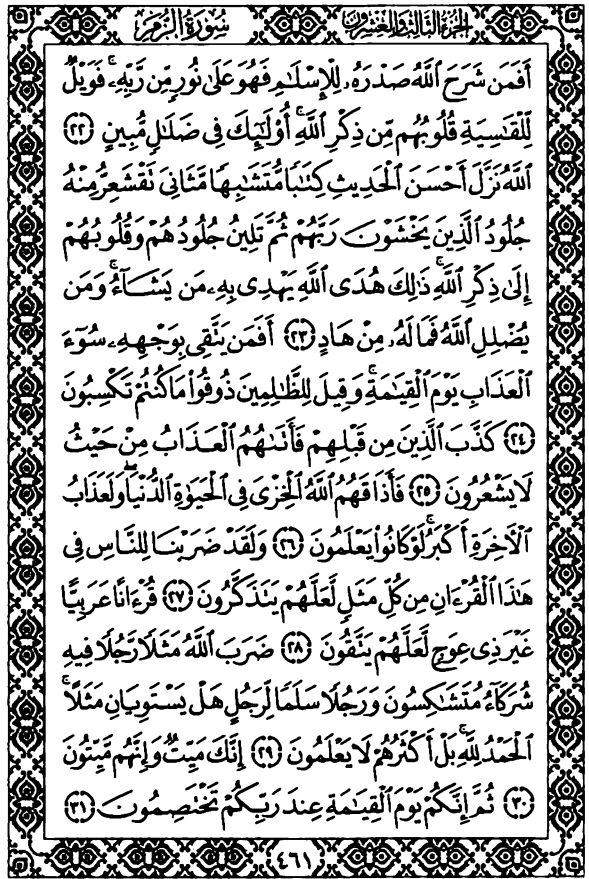 الجزء الثالث والعشرون
سورة الزمر
أَفَمَن شَرَحَ ٱللَّهُ صَدْرَهُۥ لِلْإِسْلَٰمِ فَهُوَ عَلَىٰ نُورٍ مِّن رَّبِّهِۦ ۚ فَوَيْلٌ
لِّلْقَٰسِيَةِ قُلُوبُهُم مِّن ذِكْرِ ٱللَّهِ ۚ أُو۟لَٰٓئِكَ فِى ضَلَٰلٍ مُّبِينٍ ﴿٢٢﴾
ٱللَّهُ نَزَّلَ أَحْسَنَ ٱلْحَدِيثِ كِتَٰبًا مُّتَشَٰبِهًا مَّثَانِىَ تَقْشَعِرُّ مِنْهُ
جُلُودُ ٱلَّذِينَ يَخْشَوْنَ رَبَّهُمْ ثُمَّ تَلِينُ جُلُودُهُمْ وَقُلُوبُهُمْ
إِلَىٰ ذِكْرِ ٱللَّهِ ۚ ذَٰلِكَ هُدَى ٱللَّهِ يَهْدِى بِهِۦ مَن يَشَآءُ ۚ وَمَن
يُضْلِلِ ٱللَّهُ فَمَا لَهُۥ مِنْ هَادٍ ﴿٢٣﴾ أَفَمَن يَتَّقِى بِوَجْهِهِۦ سُوٓءَ
ٱلْعَذَابِ يَوْمَ ٱلْقِيَٰمَةِ ۚ وَقِيلَ لِلظَّٰلِمِينَ ذُوقُوا۟ مَا كُنتُمْ تَكْسِبُونَ
﴿٢٤﴾ كَذَّبَ ٱلَّذِينَ مِن قَبْلِهِمْ فَأَتَىٰهُمُ ٱلْعَذَابُ مِنْ حَيْثُ
لَا يَشْعُرُونَ ﴿٢٥﴾ فَأَذَاقَهُمُ ٱللَّهُ ٱلْخِزْىَ فِى ٱلْحَيَوٰةِ ٱلدُّنْيَا ۖ وَلَعَذَابُ
ٱلْءَاخِرَةِ أَكْبَرُ ۚ لَوْ كَانُوا۟ يَعْلَمُونَ ﴿٢٦﴾ وَلَقَدْ ضَرَبْنَا لِلنَّاسِ فِى
هَٰذَا ٱلْقُرْءَانِ مِن كُلِّ مَثَلٍ لَّعَلَّهُمْ يَتَذَكَّرُونَ ﴿٢٧﴾ قُرْءَانًا عَرَبِيًّا
غَيْرَ ذِى عِوَجٍ لَّعَلَّهُمْ يَتَّقُونَ ﴿٢٨﴾ ضَرَبَ ٱللَّهُ مَثَلًا رَّجُلًا فِيهِ
شُرَكَآءُ مُتَشَٰكِسُونَ وَرَجُلًا سَلَمًا لِّرَجُلٍ هَلْ يَسْتَوِيَانِ مَثَلًا ۚ
ٱلْحَمْدُ لِلَّهِ ۚ بَلْ أَكْثَرُهُمْ لَا يَعْلَمُونَ ﴿٢٩﴾ إِنَّكَ مَيِّتٌ وَإِنَّهُم مَّيِّتُونَ
﴿٣٠﴾ ثُمَّ إِنَّكُمْ يَوْمَ ٱلْقِيَٰمَةِ عِندَ رَبِّكُمْ تَخْتَصِمُونَ ﴿٣١﴾
٤٦١